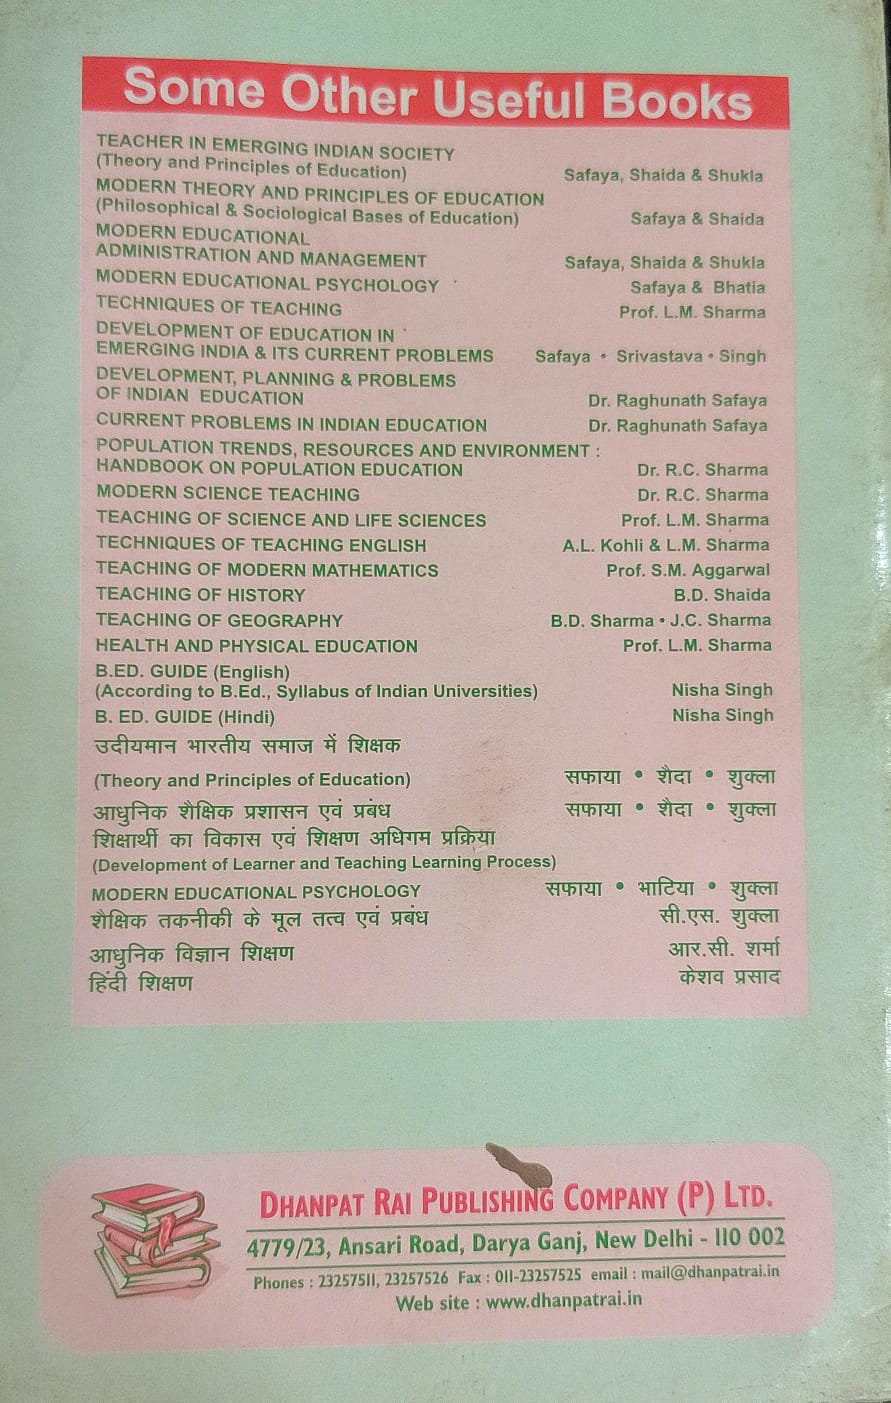 Some Other Useful Books
TEACHER IN EMERGING INDIAN SOCIETY
(Theory and Principles of Education) Safaya, Shaida & Shukla
MODERN THEORY AND PRINCIPLES OF EDUCATION
(Philosophical & Sociological Bases of Education) Safaya & Shaida
MODERN EDUCATIONAL
ADMINISTRATION AND MANAGEMENT Safaya, Shaida & Shukla
MODERN EDUCATIONAL PSYCHOLOGY Safaya & Bhatia
TECHNIQUES OF TEACHING Prof. L.M. Sharma
DEVELOPMENT OF EDUCATION IN
EMERGING INDIA & ITS CURRENT PROBLEMS Safaya • Srivastava • Singh
DEVELOPMENT, PLANNING & PROBLEMS
OF INDIAN EDUCATION Dr. Raghunath Safaya
CURRENT PROBLEMS IN INDIAN EDUCATION Dr. Raghunath Safaya
POPULATION TRENDS, RESOURCES AND ENVIRONMENT :
HANDBOOK ON POPULATION EDUCATION Dr. R.C. Sharma
MODERN SCIENCE TEACHING Dr. R.C. Sharma
TEACHING OF SCIENCE AND LIFE SCIENCES Prof. L.M. Sharma
TECHNIQUES OF TEACHING ENGLISH A.L. Kohli & L.M. Sharma
TEACHING OF MODERN MATHEMATICS Prof. S.M. Aggarwal
TEACHING OF HISTORY B.D. Shaida
TEACHING OF GEOGRAPHY B.D. Sharma • J.C. Sharma
HEALTH AND PHYSICAL EDUCATION Prof. L.M. Sharma
B.ED. GUIDE (English)
(According to B.Ed., Syllabus of Indian Universities) Nisha Singh
B. ED. GUIDE (Hindi) Nisha Singh
उदीयमान भारतीय समाज में शिक्षक
(Theory and Principles of Education) सफाया • शैदा • शुक्ला
आधुनिक शैक्षिक प्रशासन एवं प्रबंध सफाया • शैदा • शुक्ला
शिक्षार्थी का विकास एवं शिक्षण अधिगम प्रक्रिया
(Development of Learner and Teaching Learning Process)
MODERN EDUCATIONAL PSYCHOLOGY सफाया • भाटिया • शुक्ला
शैक्षिक तकनीकी के मूल तत्व एवं प्रबंध सी.एस. शुक्ला
आधुनिक विज्ञान शिक्षण आर.सी. शर्मा
हिंदी शिक्षण केशव प्रसाद
DHANPAT RAI PUBLISHING COMPANY (P) LTD.
4779/23, Ansari Road, Darya Ganj, New Delhi - 110 002
Phones : 23257511, 23257526 Fax : 011-23257525 email : mail@dhanpatrai.in
Web site : www.dhanpatrai.in